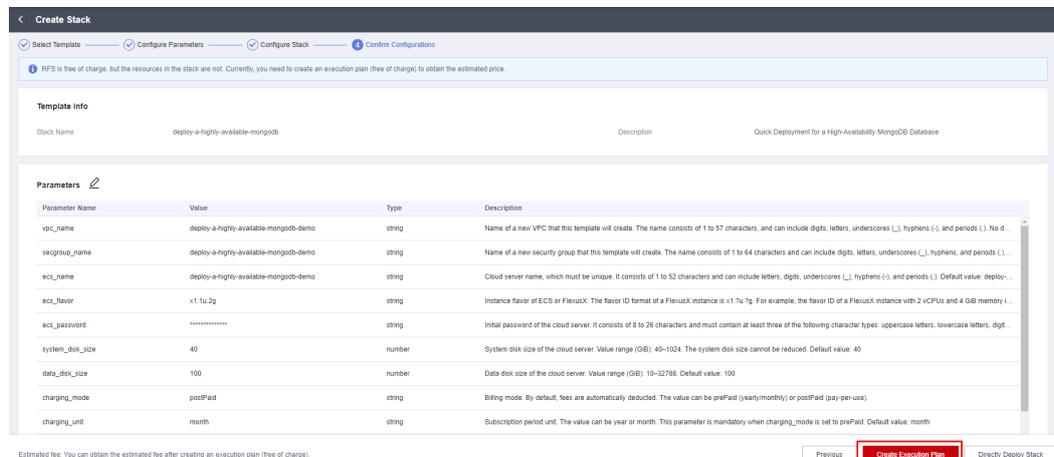 < Create Stack
Select Template Configure Parameters Configure Stack 4 Confirm Configurations
RFS is free of charge, but the resources in the stack are not. Currently, you need to create an execution plan (free of charge) to obtain the estimated price.
Template Info
Stack Name deploy-a-highly-available-mongodb Description Quick Deployment for a High-Availability MongoDB Database
Parameters
Parameter Name Value Type Description
vpc_name deploy-a-highly-available-mongodb-demo string Name of a new VPC that this template will create. The name consists of 1 to 57 characters, and can include digits, letters, underscores (_), hyphens (-), and periods (.). No d...
secgroup_name deploy-a-highly-available-mongodb-demo string Name of a new security group that this template will create. The name consists of 1 to 64 characters and can include digits, letters, underscores (_), hyphens, and periods (.)....
ecs_name deploy-a-highly-available-mongodb-demo string Cloud server name, which must be unique. It consists of 1 to 52 characters and can include letters, digits, underscores (_), hyphens (-), and periods (.). Default value: deploy-...
ecs_flavor x1.1u.2g string Instance flavor of ECS or FlexusX. The flavor ID format of a FlexusX instance is x1.?u.?g. For example, the flavor ID of a FlexusX instance with 2 vCPUs and 4 GiB memory i...
ecs_password ************** string Initial password of the cloud server. It consists of 8 to 26 characters and must contain at least three of the following character types: uppercase letters, lowercase letters, digit...
system_disk_size 40 number System disk size of the cloud server. Value range (GiB): 40–1024. The system disk size cannot be reduced. Default value: 40
data_disk_size 100 number Data disk size of the cloud server. Value range (GiB): 10–32768. Default value: 100
charging_mode postPaid string Billing mode. By default, fees are automatically deducted. The value can be prePaid (yearly/monthly) or postPaid (pay-per-use).
charging_unit month string Subscription period unit. The value can be year or month. This parameter is mandatory when charging_mode is set to prePaid. Default value: month
Estimated fee: You can obtain the estimated fee after creating an execution plan (free of charge). Previous Create Execution Plan Directly Deploy Stack